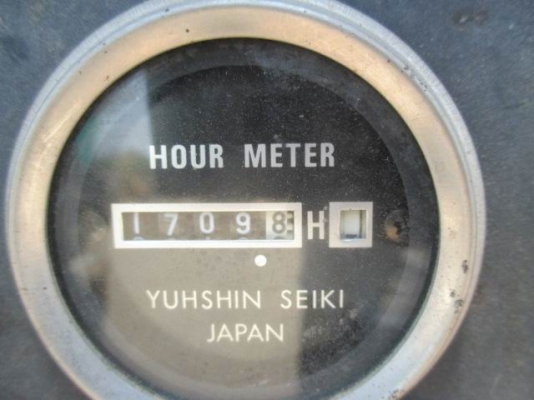 HOUR METER
17098 H
YUHSHIN SEIKI
JAPAN